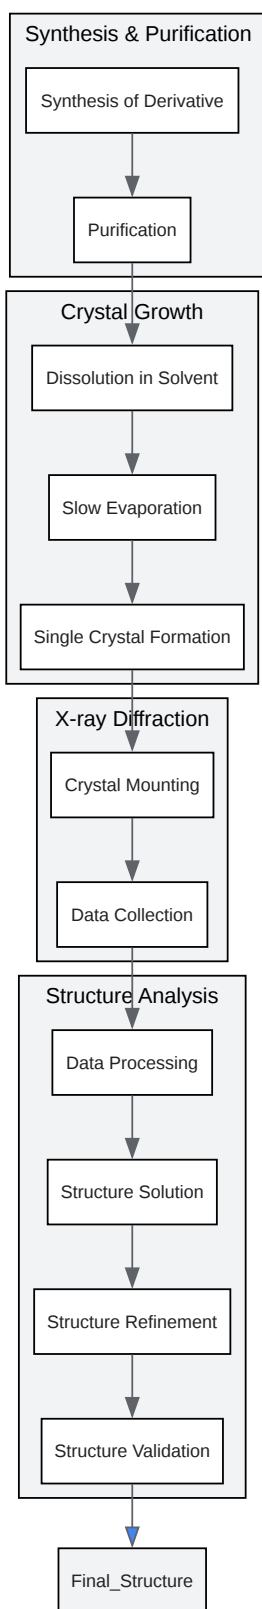 Synthesis & Purification
Synthesis of Derivative
Purification
Crystal Growth
Dissolution in Solvent
Slow Evaporation
Single Crystal Formation
X-ray Diffraction
Crystal Mounting
Data Collection
Structure Analysis
Data Processing
Structure Solution
Structure Refinement
Structure Validation
Final_Structure